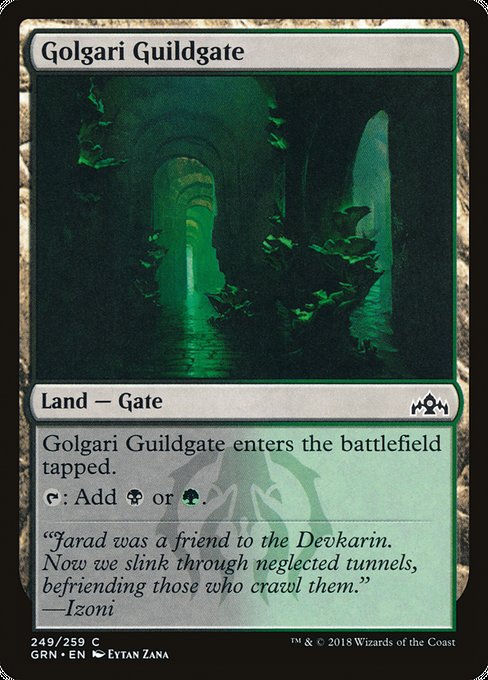 Golgari Guildgate
Land — Gate
Golgari Guildgate enters the battlefield
tapped.
: Add or .
“Jarad was a friend to the Devkarin.
Now we slink through neglected tunnels,
befriending those who crawl them.”
—Izoni
249/259 C
GRN • EN Eytan Zana
™ & © 2018 Wizards of the Coast